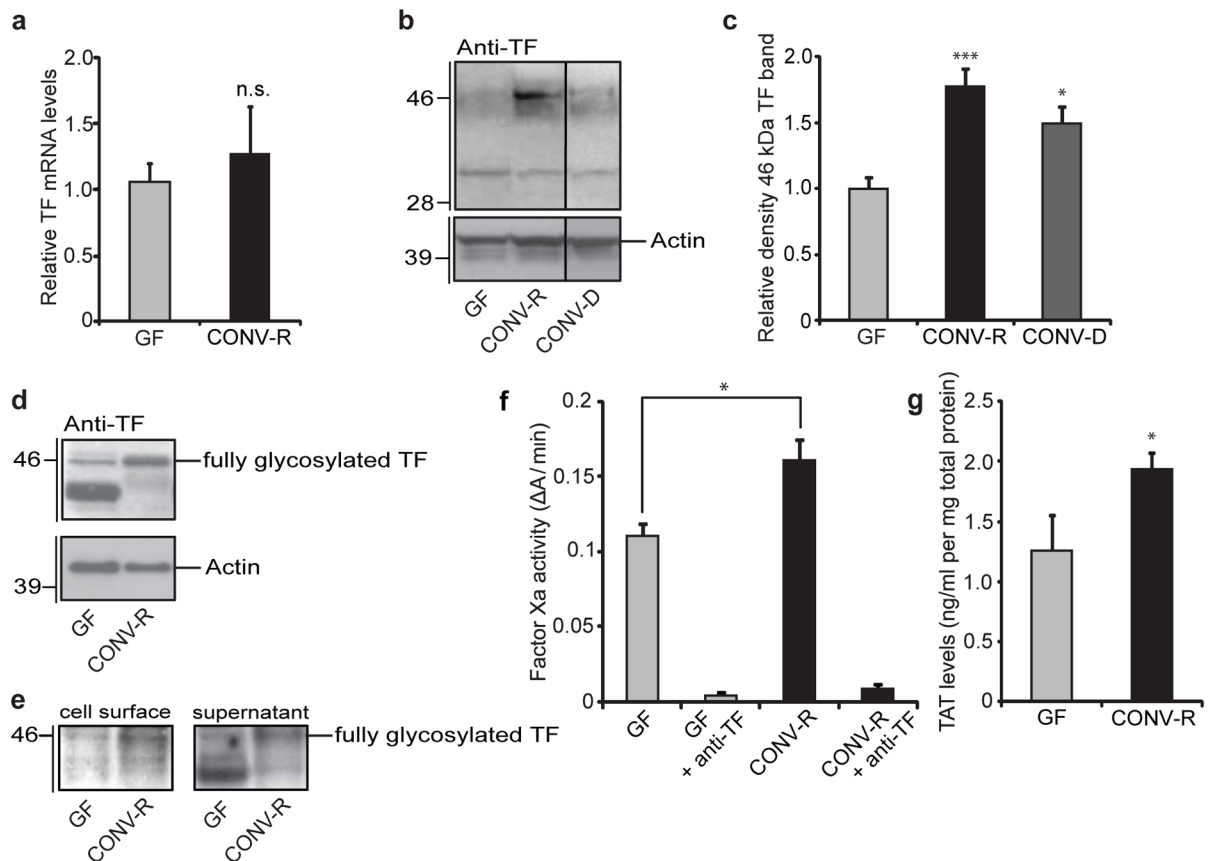 a
Relative TF mRNA levels
2.0
1.5
1.0
0.5
0
n.s.
GF
CONV-R
b
Anti-TF
46
28
39
Actin
GF
CONV-R
CONV-D
c
Relative density 46 kDa TF band
2.0
1.5
1.0
0.5
0
***
*
GF
CONV-R
CONV-D
d
Anti-TF
46
fully glycosylated TF
39
Actin
GF
CONV-R
e
cell surface
supernatant
46
fully glycosylated TF
GF
CONV-R
GF
CONV-R
f
Factor Xa activity (ΔA/ min)
0.2
0.15
0.1
0.05
0
*
GF
GF
+ anti-TF
CONV-R
CONV-R
+ anti-TF
g
TAT levels (ng/ml per mg total protein)
2.5
2.0
1.5
1.0
0.5
0
*
GF
CONV-R